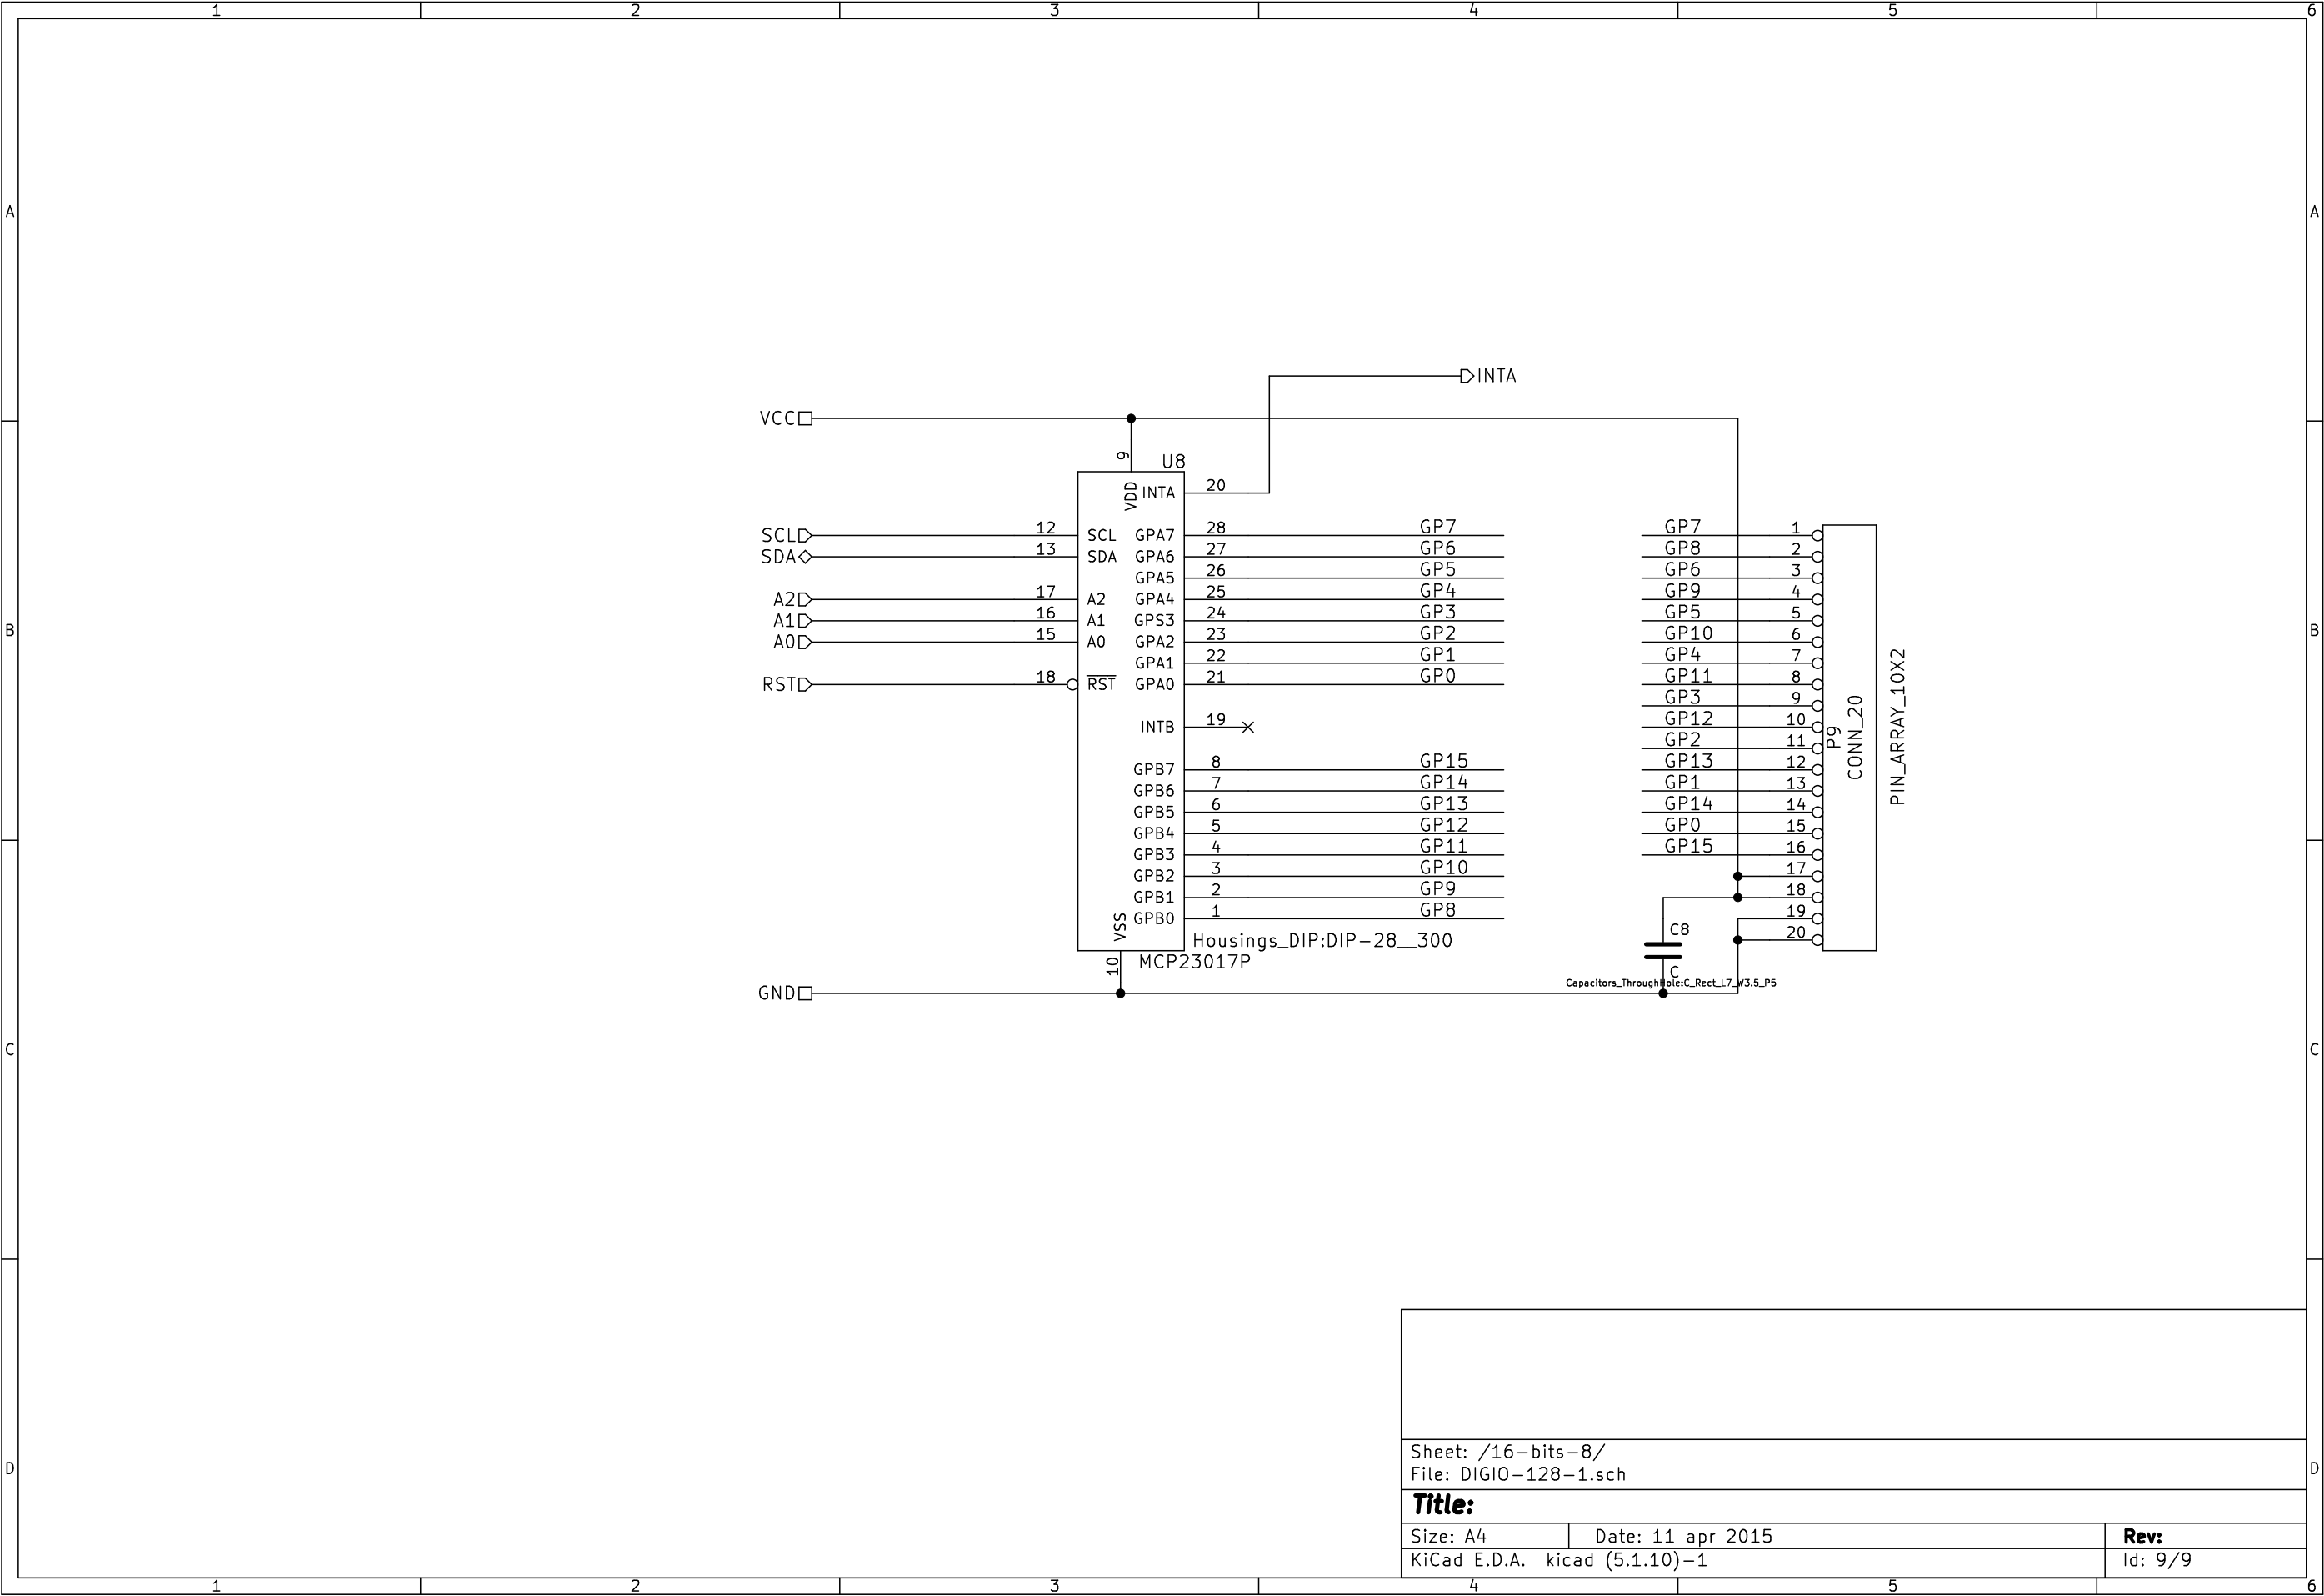 1 2 3 4 5 6
A A
INTA
VCC
9
U8
VDD INTA 20
SCL 12 SCL GPA7 28 GP7 GP7 1
SDA 13 SDA GPA6 27 GP6 GP8 2
GPA5 26 GP5 GP6 3
A2 17 A2 GPA4 25 GP4 GP9 4
A1 16 A1 GPS3 24 GP3 GP5 5
B B
A0 15 A0 GPA2 23 GP2 GP10 6
GPA1 22 GP1 GP4 7
RST 18 RST GPA0 21 GP0 GP11 8
GP3 9
INTB 19 GP12 10
GP2 11
P9
CONN_20
PIN_ARRAY_10X2
GPB7 8 GP15 GP13 12
GPB6 7 GP14 GP1 13
GPB5 6 GP13 GP14 14
GPB4 5 GP12 GP0 15
GPB3 4 GP11 GP15 16
GPB2 3 GP10 17
GPB1 2 GP9 18
VSS GPB0 1 GP8 19
C8
20
Housings_DIP:DIP-28__300
MCP23017P
10
C
Capacitors_ThroughHole:C_Rect_L7_W3.5_P5
GND
C C
Sheet: /16-bits-8/
D D
File: DIGIO-128-1.sch
Title:
Size: A4 Date: 11 apr 2015 Rev:
KiCad E.D.A. kicad (5.1.10)-1 Id: 9/9
1 2 3 4 5 6